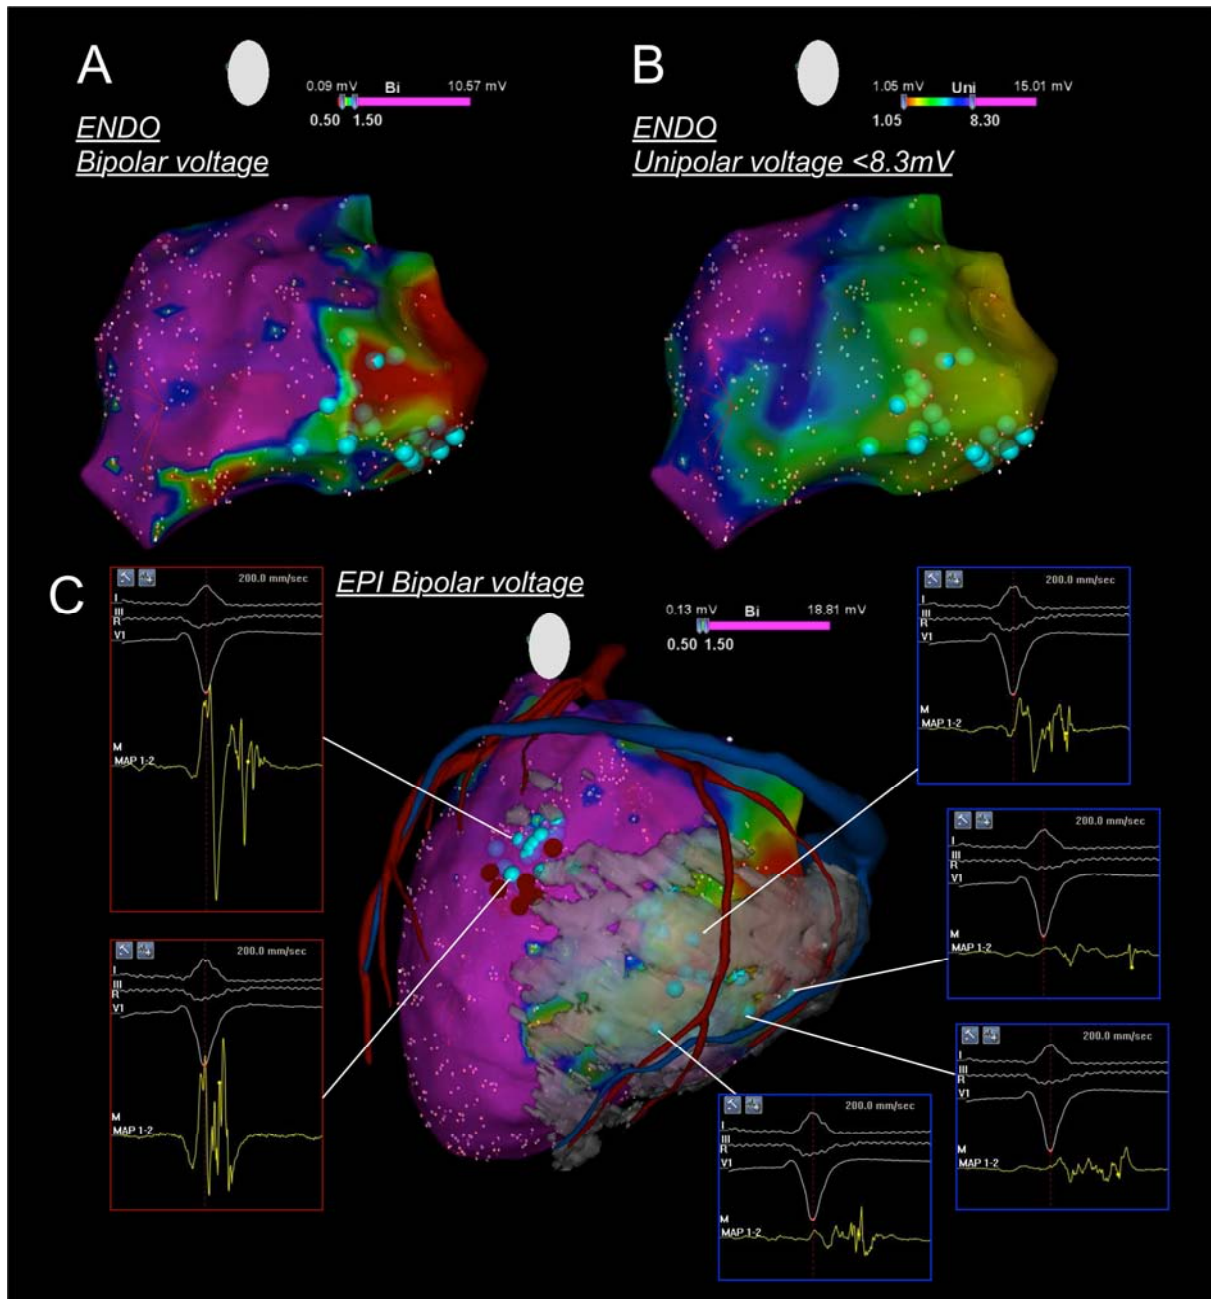 A
0.09 mV Bi 10.57 mV
0.50 1.50
ENDO
Bipolar voltage
B
1.05 mV Uni 15.01 mV
1.05 8.30
ENDO
Unipolar voltage <8.3mV
C
EPI Bipolar voltage
0.13 mV Bi 18.81 mV
0.50 1.50
200.0 mm/sec
I
III
R
V1
M
MAP 1-2
200.0 mm/sec
I
III
R
V1
M
MAP 1-2
200.0 mm/sec
I
III
R
V1
M
MAP 1-2
200.0 mm/sec
I
III
R
V1
M
MAP 1-2
200.0 mm/sec
I
III
R
V1
M
MAP 1-2
200.0 mm/sec
I
III
R
V1
M
MAP 1-2